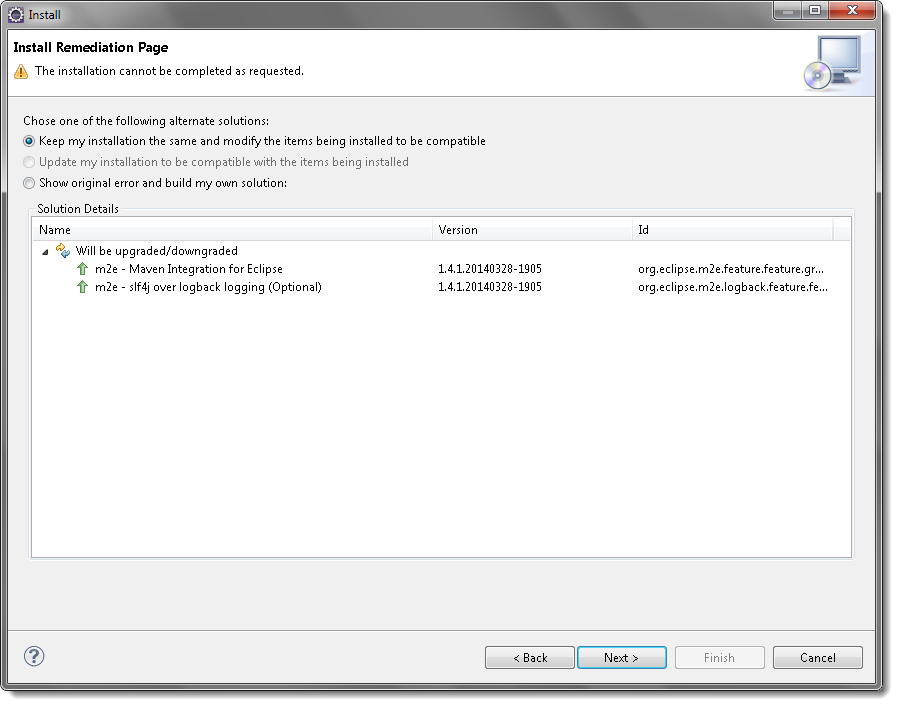 Install
Install Remediation Page
The installation cannot be completed as requested.
Chose one of the following alternate solutions:
Keep my installation the same and modify the items being installed to be compatible
Update my installation to be compatible with the items being installed
Show original error and build my own solution:
Solution Details
Name Version Id
Will be upgraded/downgraded
m2e - Maven Integration for Eclipse 1.4.1.20140328-1905 org.eclipse.m2e.feature.feature.gr...
m2e - slf4j over logback logging (Optional) 1.4.1.20140328-1905 org.eclipse.m2e.logback.feature.fe...
? < Back Next > Finish Cancel